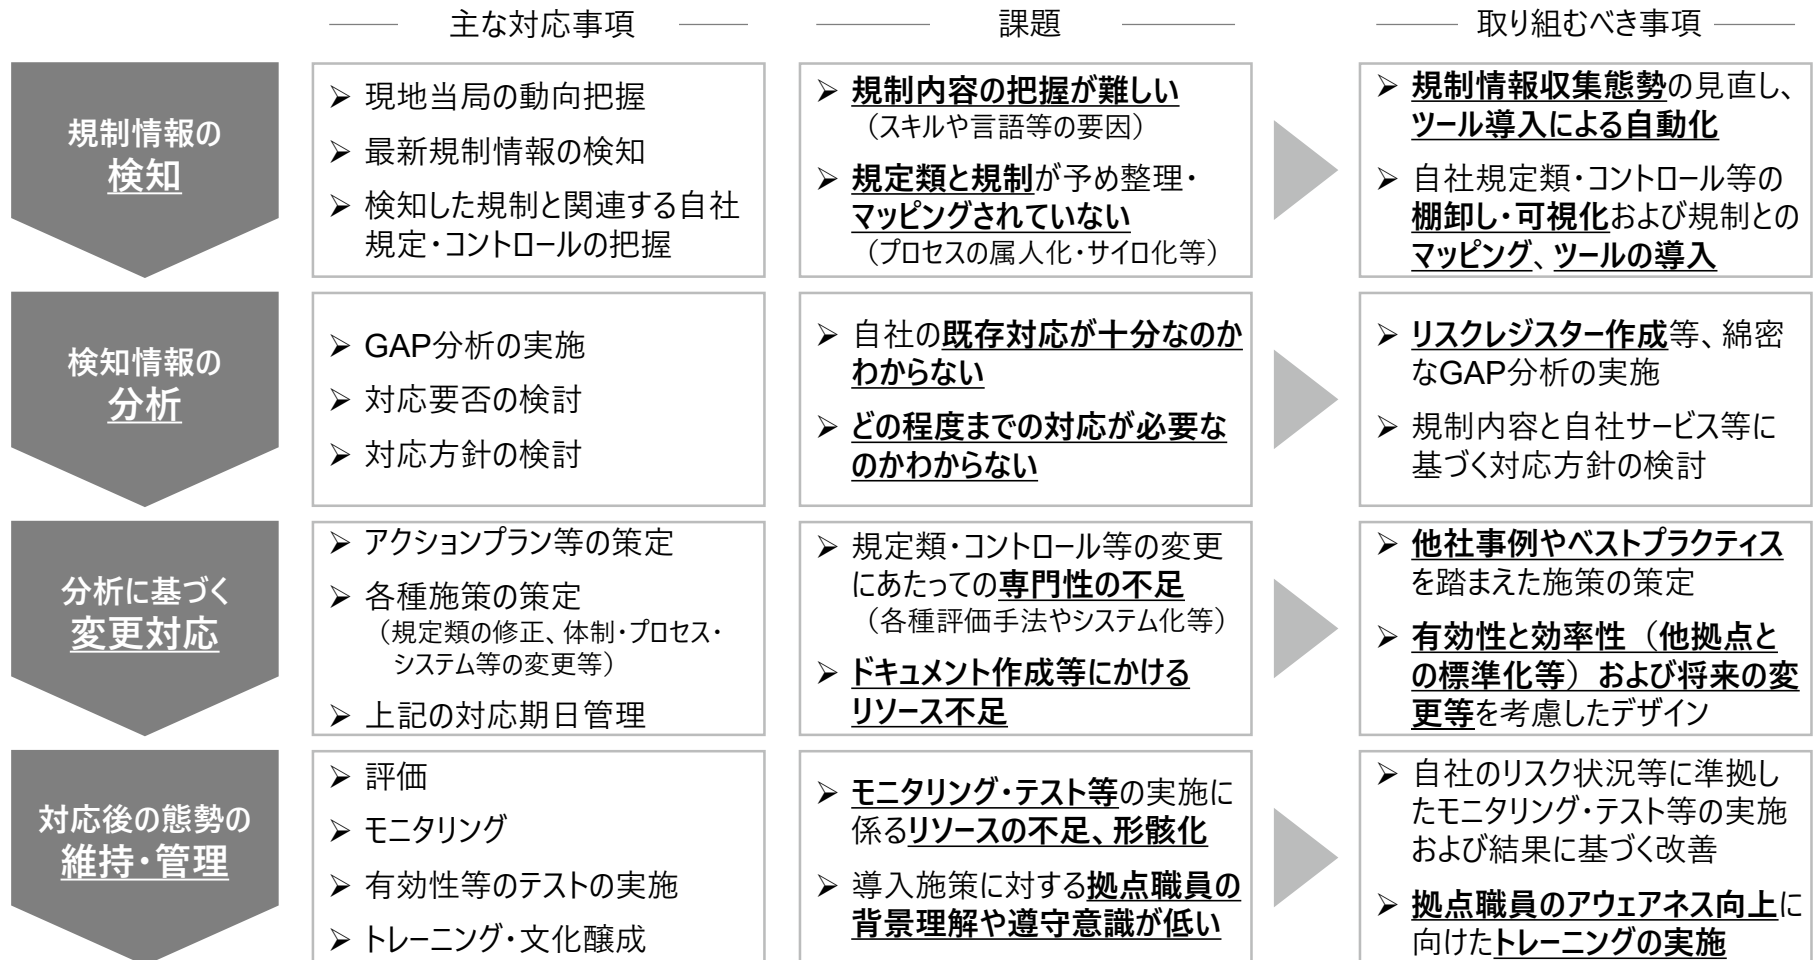 主な対応事項
課題
取り組むべき事項
規制情報の
検知
➢ 現地当局の動向把握
➢ 最新規制情報の検知
➢ 検知した規制と関連する自社
規定・コントロールの把握
➢ 規制内容の把握が難しい
（スキルや言語等の要因）
➢ 規定類と規制が予め整理・
マッピングされていない
（プロセスの属人化・サイロ化等）
➢ 規制情報収集態勢の見直し、
ツール導入による自動化
➢ 自社規定類・コントロール等の
棚卸し・可視化および規制との
マッピング、ツールの導入
検知情報の
分析
➢ GAP分析の実施
➢ 対応要否の検討
➢ 対応方針の検討
➢ 自社の既存対応が十分なのか
わからない
➢ どの程度までの対応が必要な
のかわからない
➢ リスクレジスター作成等、綿密
なGAP分析の実施
➢ 規制内容と自社サービス等に
基づく対応方針の検討
分析に基づく
変更対応
➢ アクションプラン等の策定
➢ 各種施策の策定
（規定類の修正、体制・プロセス・
システム等の変更等）
➢ 上記の対応期日管理
➢ 規定類・コントロール等の変更
にあたっての専門性の不足
（各種評価手法やシステム化等）
➢ ドキュメント作成等にかける
リソース不足
➢ 他社事例やベストプラクティス
を踏まえた施策の策定
➢ 有効性と効率性（他拠点と
の標準化等）および将来の変
更等を考慮したデザイン
対応後の態勢の
維持・管理
➢ 評価
➢ モニタリング
➢ 有効性等のテストの実施
➢ トレーニング・文化醸成
➢ モニタリング・テスト等の実施に
係るリソースの不足、形骸化
➢ 導入施策に対する拠点職員の
背景理解や遵守意識が低い
➢ 自社のリスク状況等に準拠し
たモニタリング・テスト等の実施
および結果に基づく改善
➢ 拠点職員のアウェアネス向上に
向けたトレーニングの実施